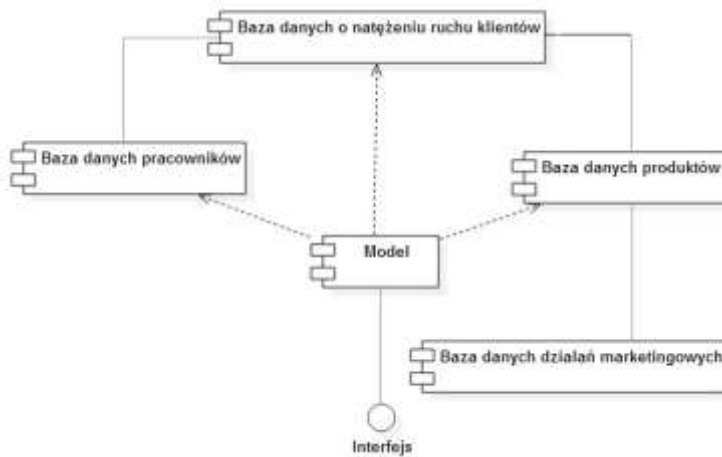 Baza danych o natężeniu ruchu klientów
Baza danych pracowników
Baza danych produktów
Model
Baza danych działań marketingowych
Interfejs